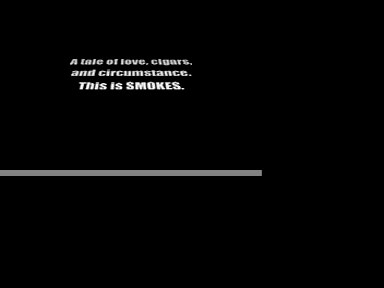 A tale of love, cigars,
and circumstance.
This is SMOKES.